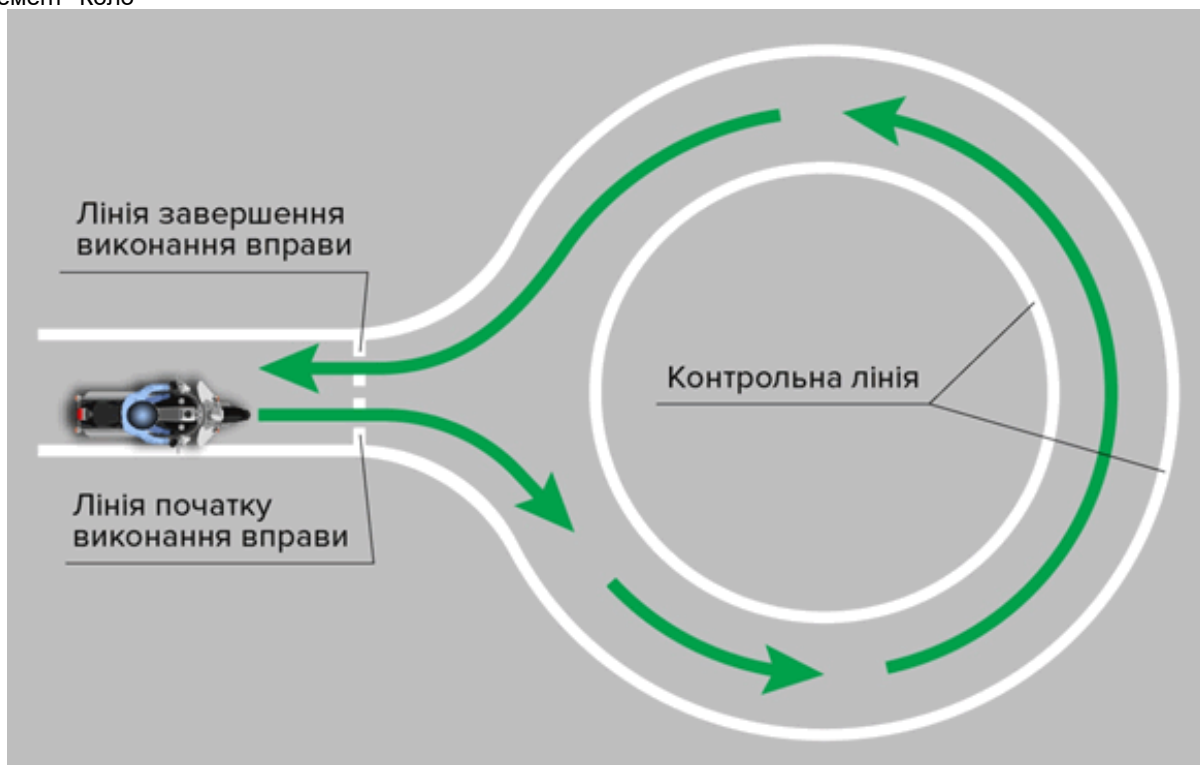 Лінія завершення
виконання вправи
Контрольна лінія
Лінія початку
виконання вправи